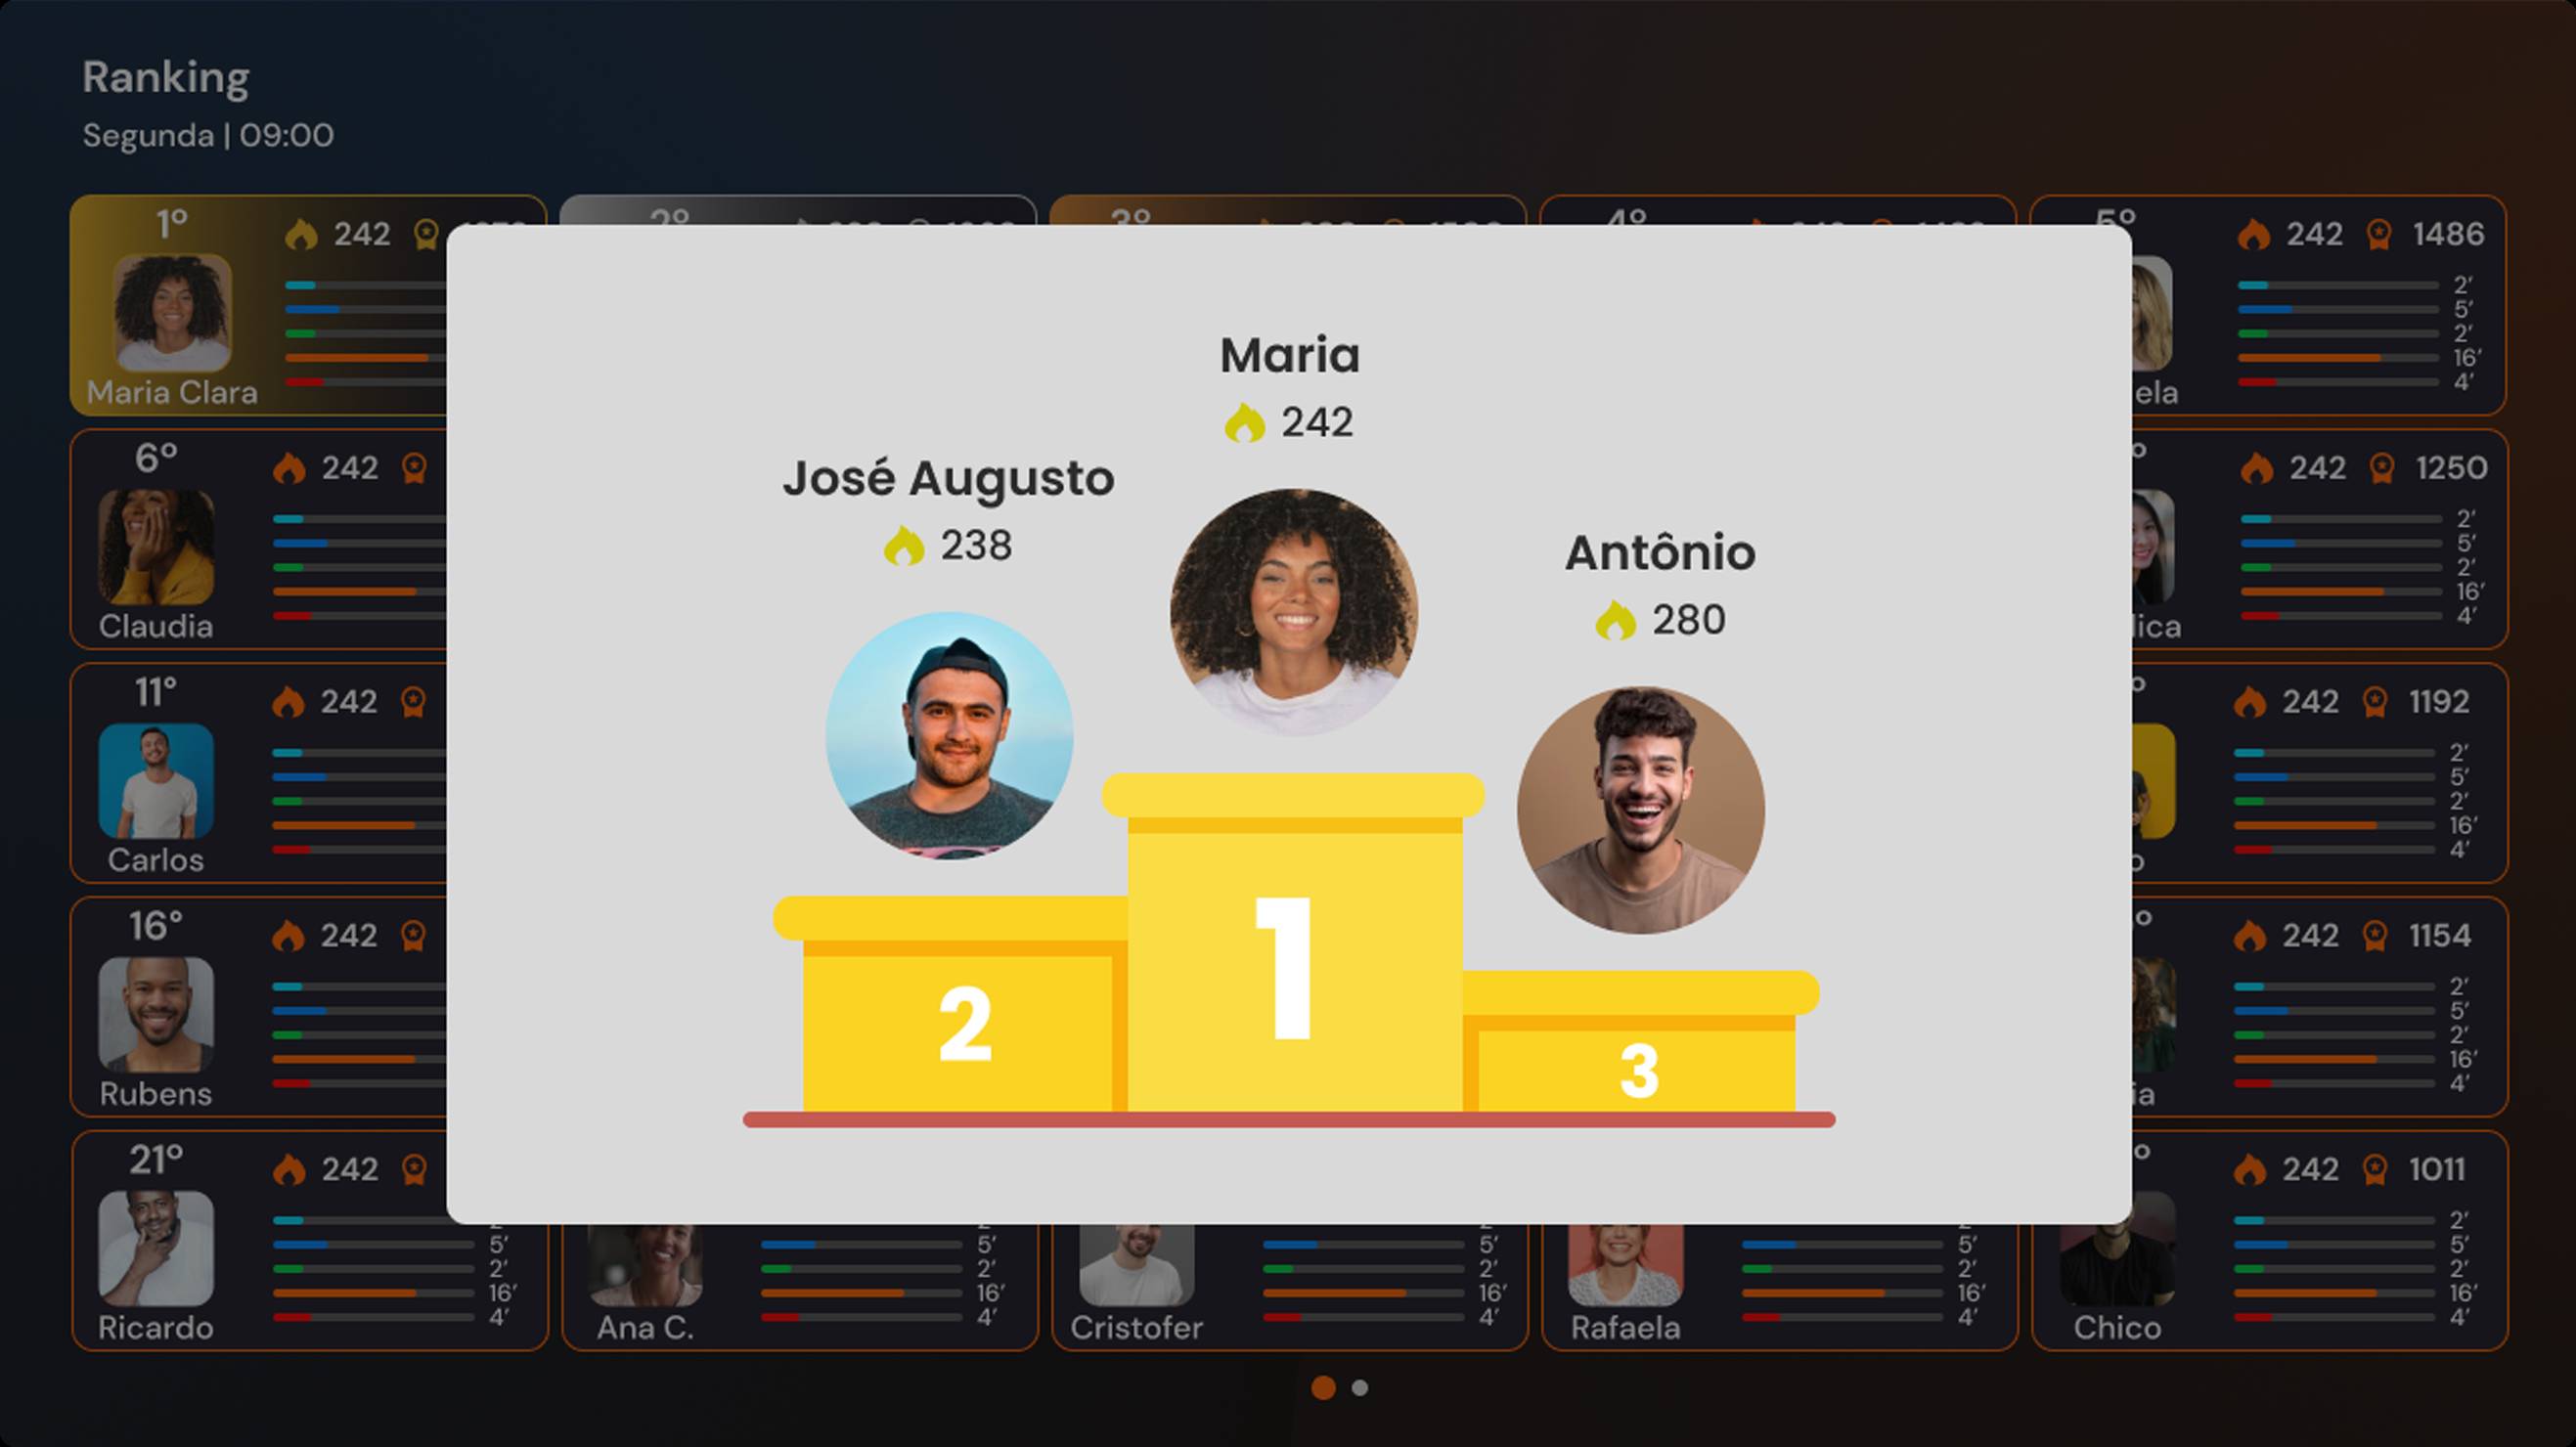 Ranking
Segunda | 09:00
1º 242
Maria Clara
2º
3º
4º
5º 242 1486
2’
5’
2’
16’
4’
6º 242
Claudia
242 1250
2’
5’
2’
16’
4’
11º 242
Carlos
242 1192
2’
5’
2’
16’
4’
16º 242
Rubens
242 1154
2’
5’
2’
16’
4’
21º 242
5’
2’
16’
4’
Ricardo
5’
2’
16’
4’
Ana C.
5’
2’
16’
4’
Cristofer
5’
2’
16’
4’
Rafaela
242 1011
2’
5’
2’
16’
4’
Chico
Maria
242
José Augusto
238
Antônio
280
1
2
3